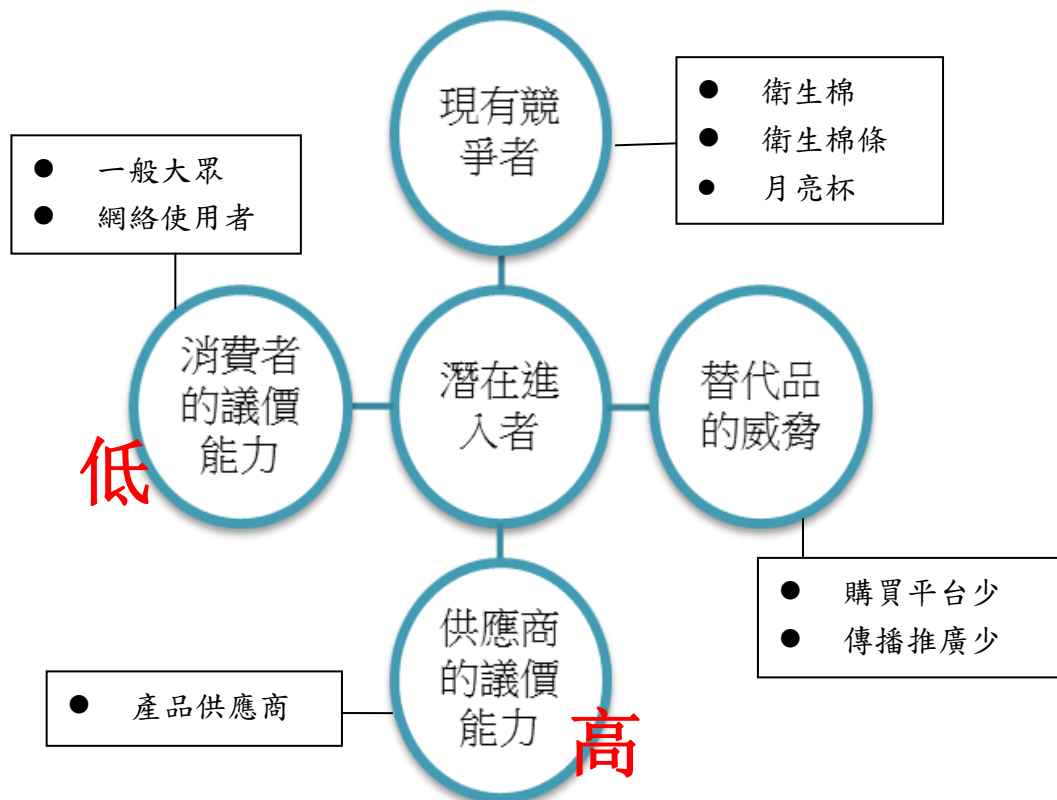 現有競
爭者
● 衛生棉
● 衛生棉條
● 月亮杯
● 一般大眾
● 網絡使用者
消費者
的議價
能力
低
潛在進
入者
替代品
的威脅
● 購買平台少
● 傳播推廣少
供應商
的議價
能力
高
● 產品供應商